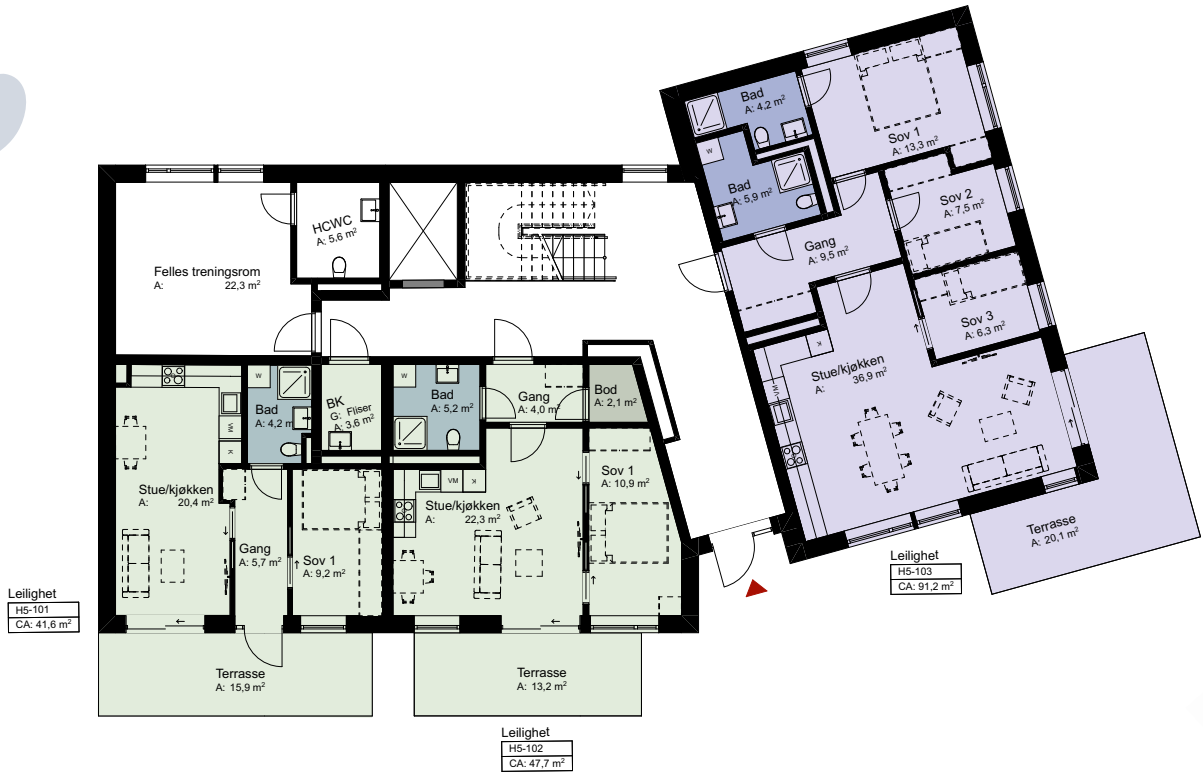 Bad
A: 4,2 m²
Sov 1
A: 13,3 m²
W
Bad
A: 5,9 m²
Sov 2
A: 7,5 m²
Gang
A: 9,5 m²
HCWC
A: 5,6 m²
Felles treningsrom
A: 22,3 m²
Sov 3
A: 6,3 m²
K
Stue/kjøkken
A: 36,9 m²
VM
W
Bad
A: 4,2 m²
BK
G: Fliser
A: 3,6 m²
W
Bad
A: 5,2 m²
Gang
A: 4,0 m²
Bod
A: 2,1 m²
VM
K
Stue/kjøkken
A: 20,4 m²
VM
K
Stue/kjøkken
A: 22,3 m²
Sov 1
A: 10,9 m²
Gang
A: 5,7 m²
Sov 1
A: 9,2 m²
Terrasse
A: 20,1 m²
Leilighet
H5-103
CA: 91,2 m²
Leilighet
H5-101
CA: 41,6 m²
Terrasse
A: 15,9 m²
Terrasse
A: 13,2 m²
Leilighet
H5-102
CA: 47,7 m²